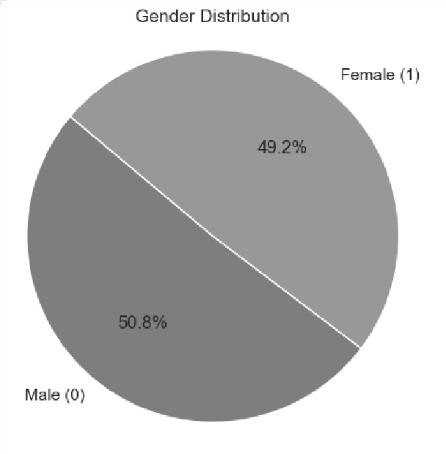 Gender Distribution
Female (1)
49.2%
50.8%
Male (0)